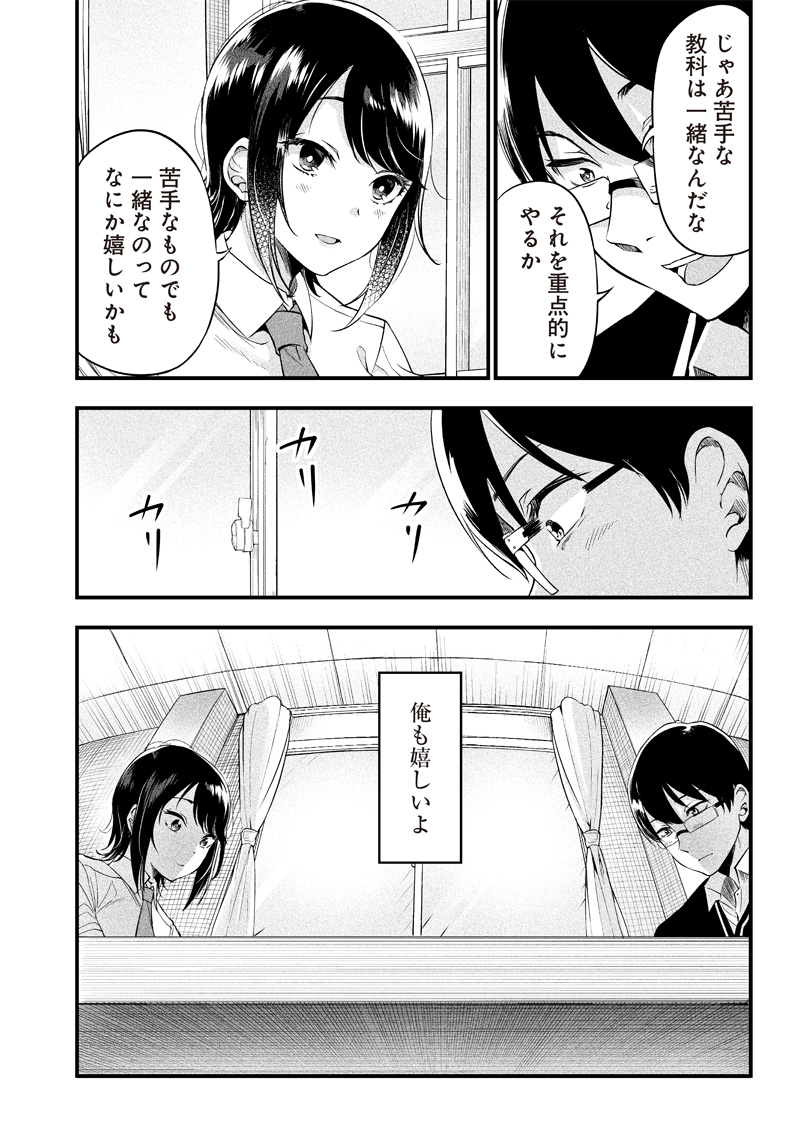 じゃあ苦手な
教科は一緒なんだな
それを重点的に
やるか
苦手なものでも
一緒なのって
なにか嬉しいかも
カリ
カリ
俺も嬉しいよ